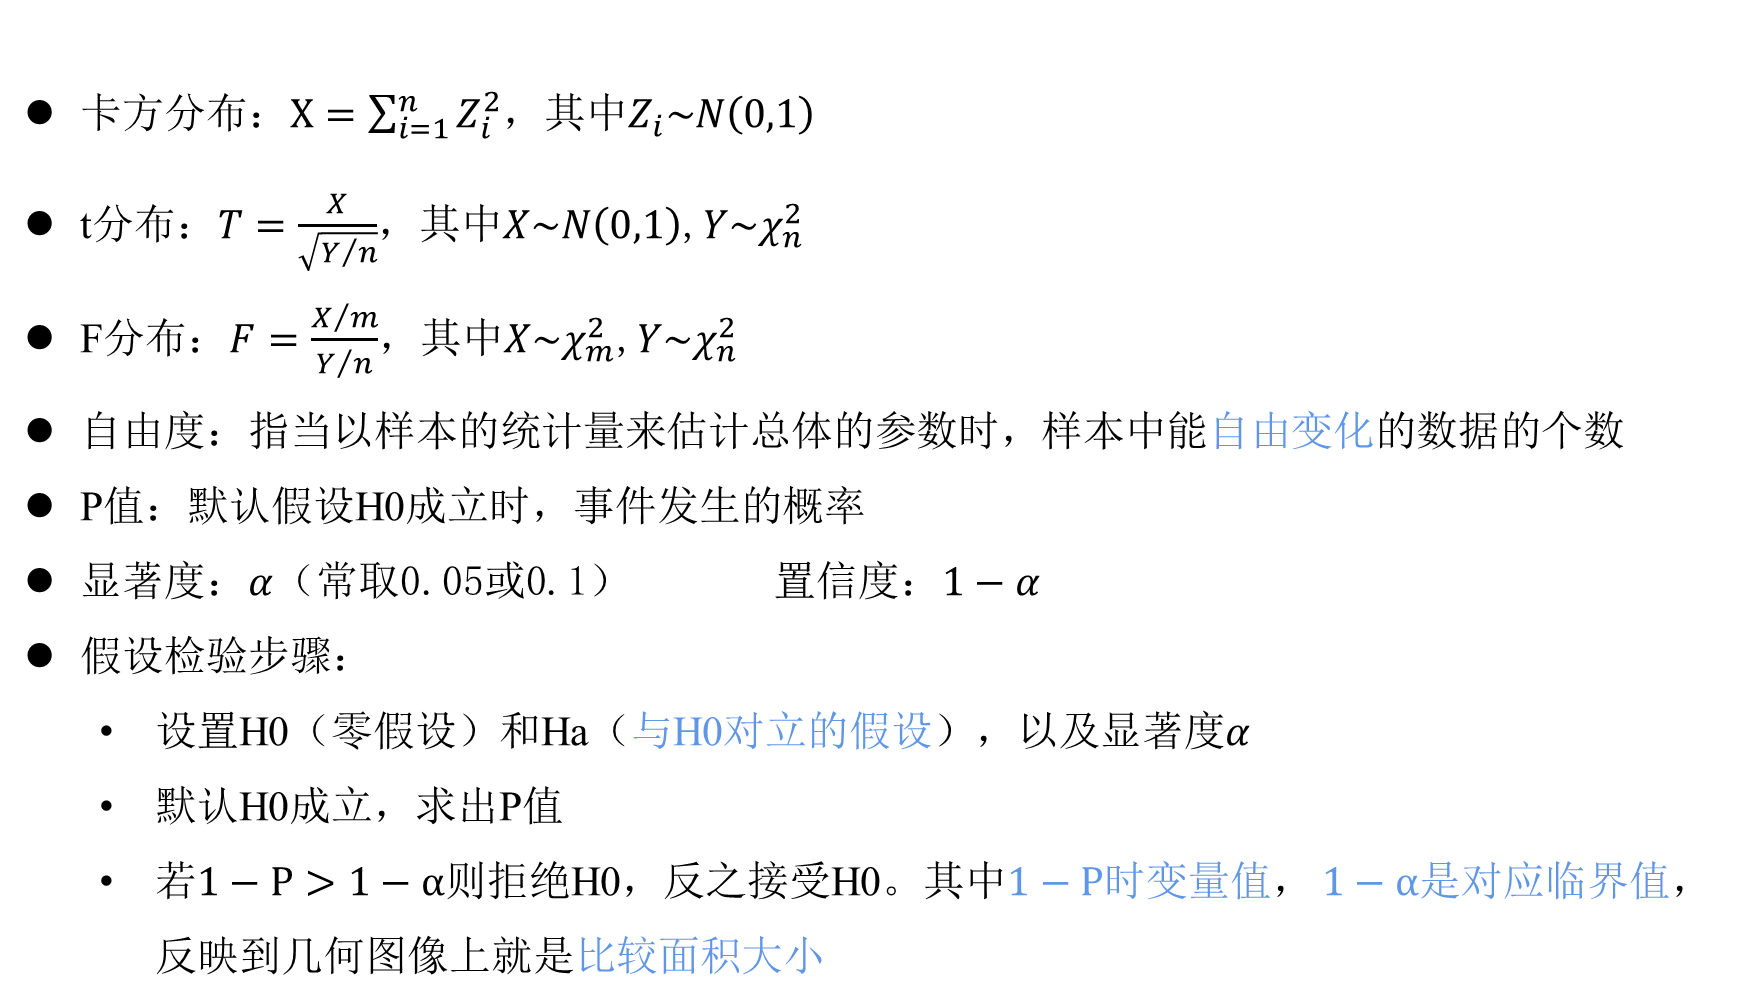 ● 卡方分布：X = ∑ⁿᵢ₌₁ Zᵢ²，其中Zᵢ~N(0,1)
● t分布：T = X/√(Y/n)，其中X~N(0,1), Y~χₙ²
● F分布：F = (X/m)/(Y/n)，其中X~χₘ², Y~χₙ²
● 自由度：指当以样本的统计量来估计总体的参数时，样本中能自由变化的数据的个数
● P值：默认假设H0成立时，事件发生的概率
● 显著度：α（常取0.05或0.1） 置信度：1 − α
● 假设检验步骤：
• 设置H0（零假设）和Ha（与H0对立的假设），以及显著度α
• 默认H0成立，求出P值
• 若1 − P > 1 − α则拒绝H0，反之接受H0。其中1 − P时变量值， 1 − α是对应临界值，
反映到几何图像上就是比较面积大小